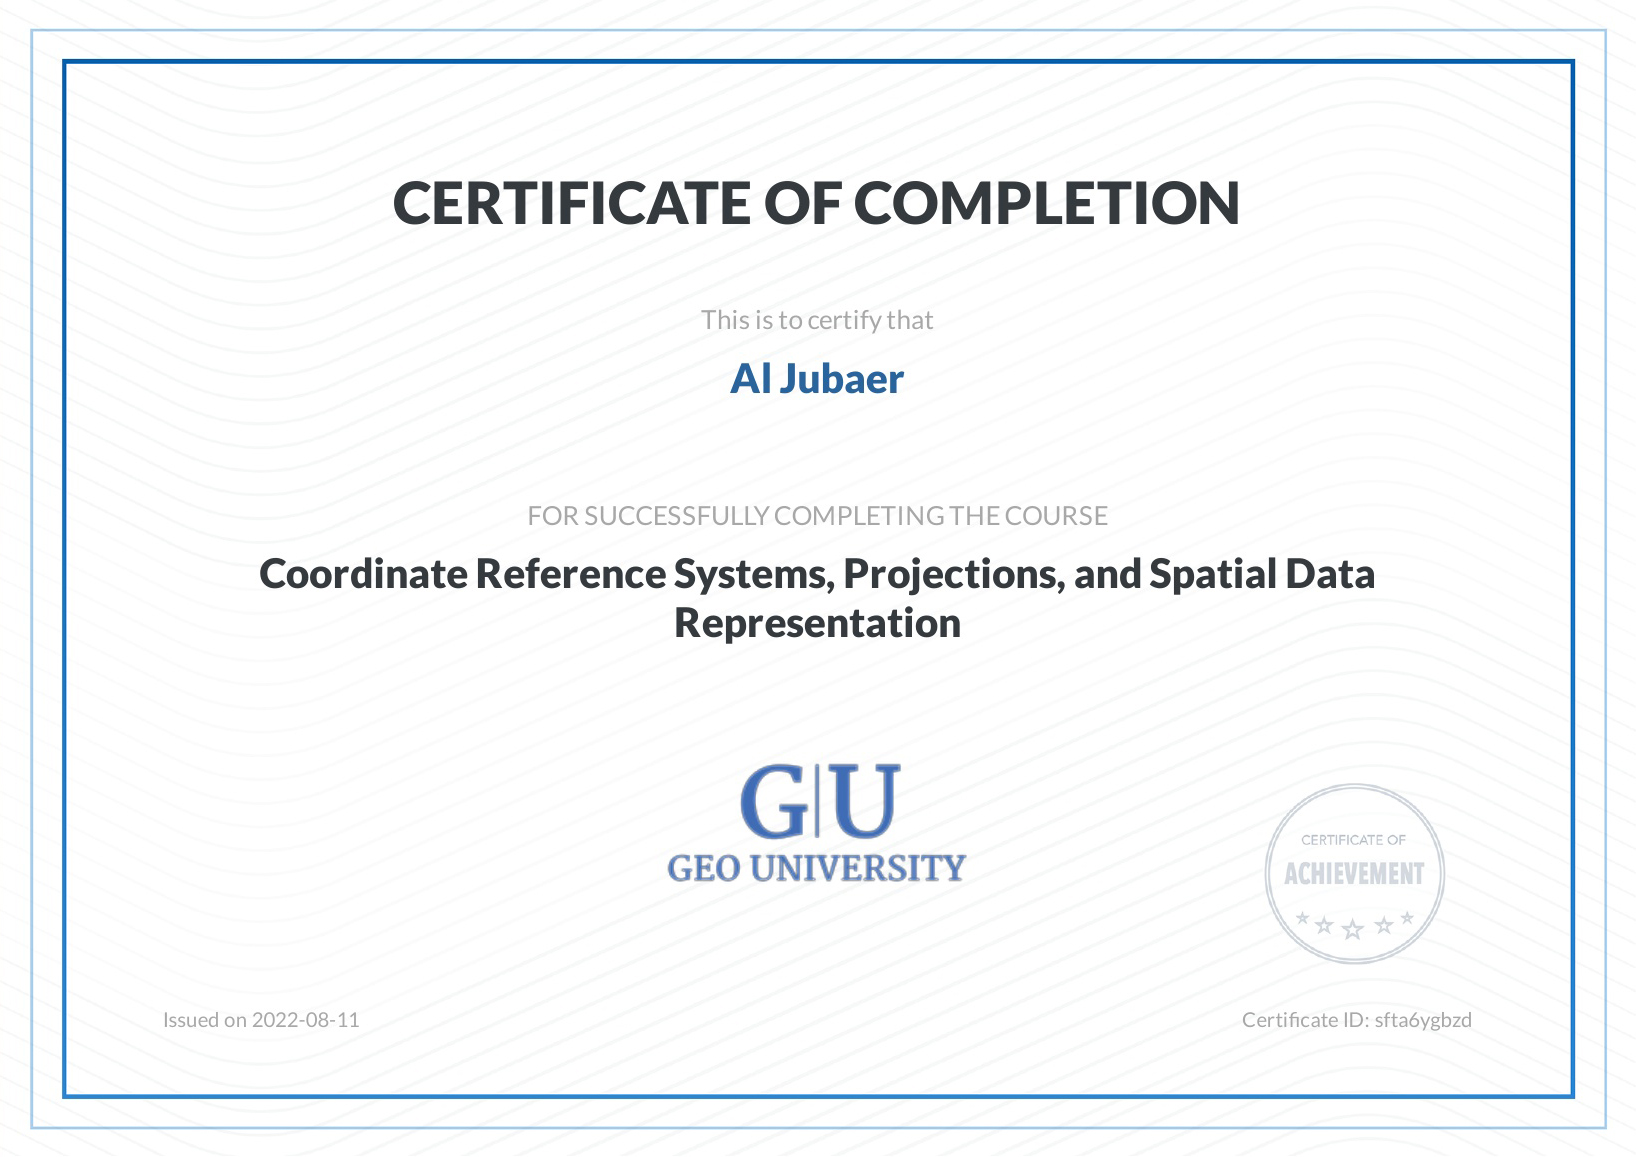 CERTIFICATE OF COMPLETION
This is to certify that
Al Jubaer
FOR SUCCESSFULLY COMPLETING THE COURSE
Coordinate Reference Systems, Projections, and Spatial Data
Representation
G|U
GEO UNIVERSITY
CERTIFICATE OF
ACHIEVEMENT
Issued on 2022-08-11
Certificate ID: sfta6ygbzd